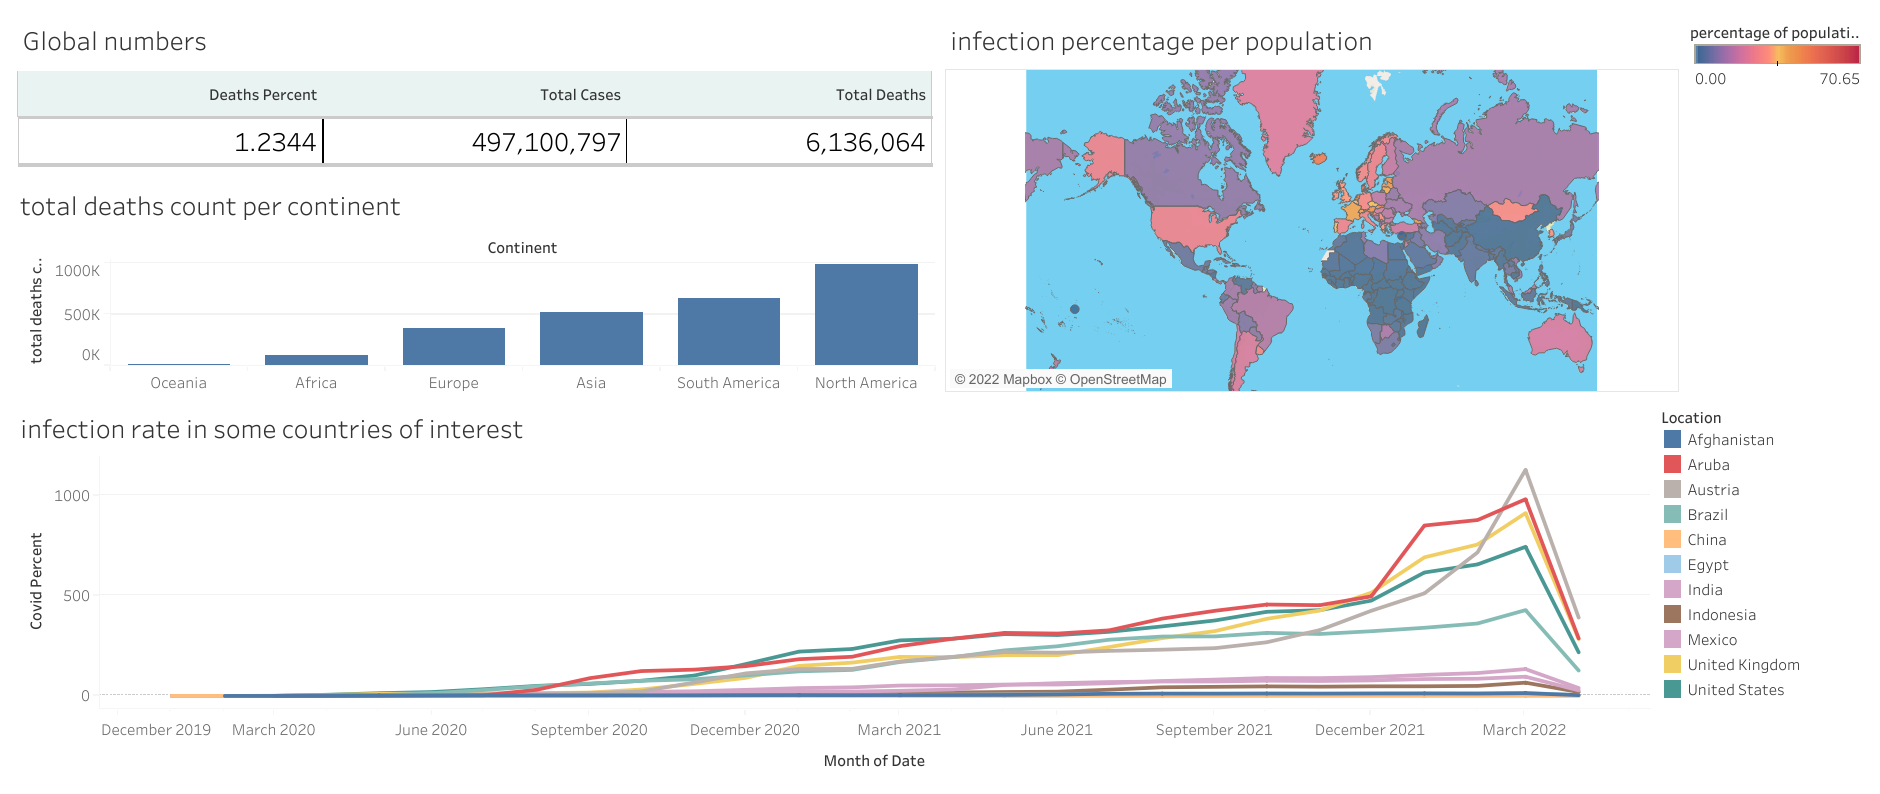 Global numbers
Deaths Percent Total Cases Total Deaths
1.2344 497,100,797 6,136,064
total deaths count per continent
Continent
total deaths c..
1000K
500K
0K
Oceania Africa Europe Asia South America North America
infection percentage per population
© 2022 Mapbox © OpenStreetMap
percentage of populati..
0.00 70.65
infection rate in some countries of interest
Covid Percent
1000
500
0
December 2019 March 2020 June 2020 September 2020 December 2020 March 2021 June 2021 September 2021 December 2021 March 2022
Month of Date
Location
Afghanistan
Aruba
Austria
Brazil
China
Egypt
India
Indonesia
Mexico
United Kingdom
United States